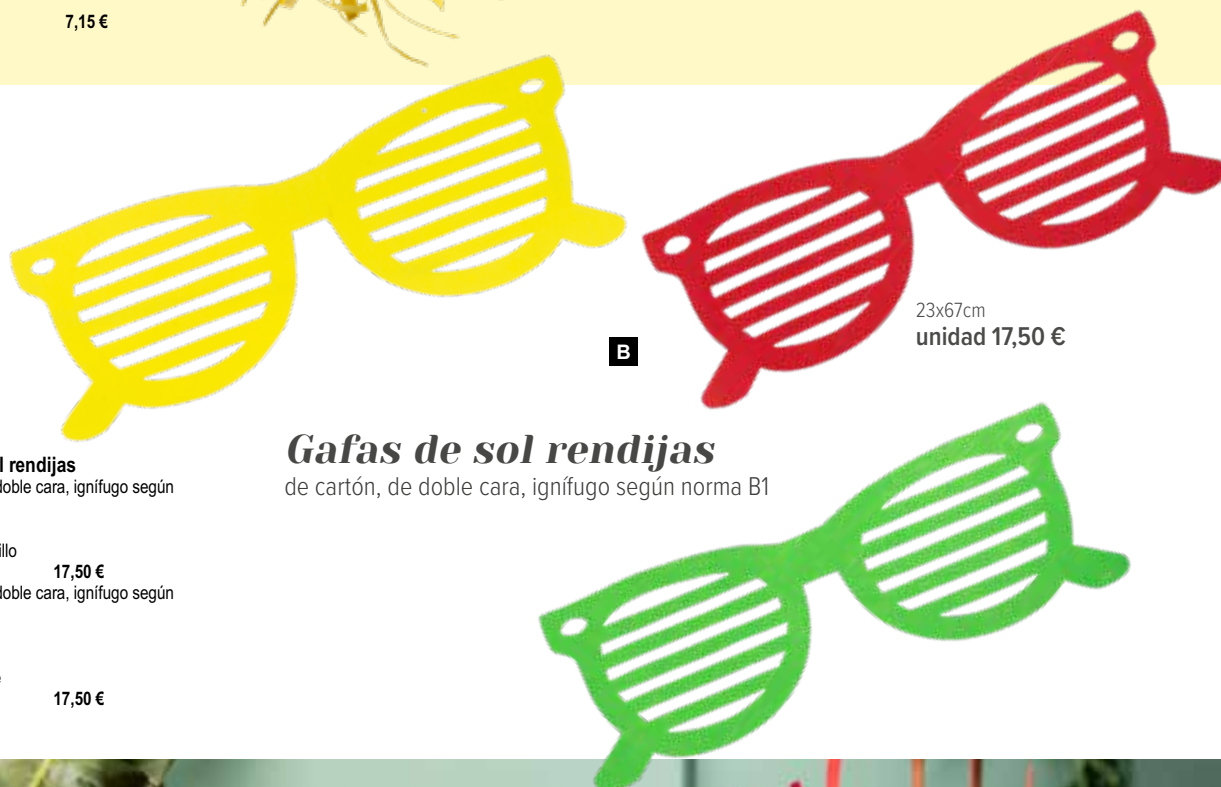 7,15 €
23x67cm
unidad 17,50 €
B
Gafas de sol rendijas
de cartón, de doble cara, ignífugo según norma B1
rendijas
doble cara, ignífugo según
17,50 €
doble cara, ignífugo según
17,50 €